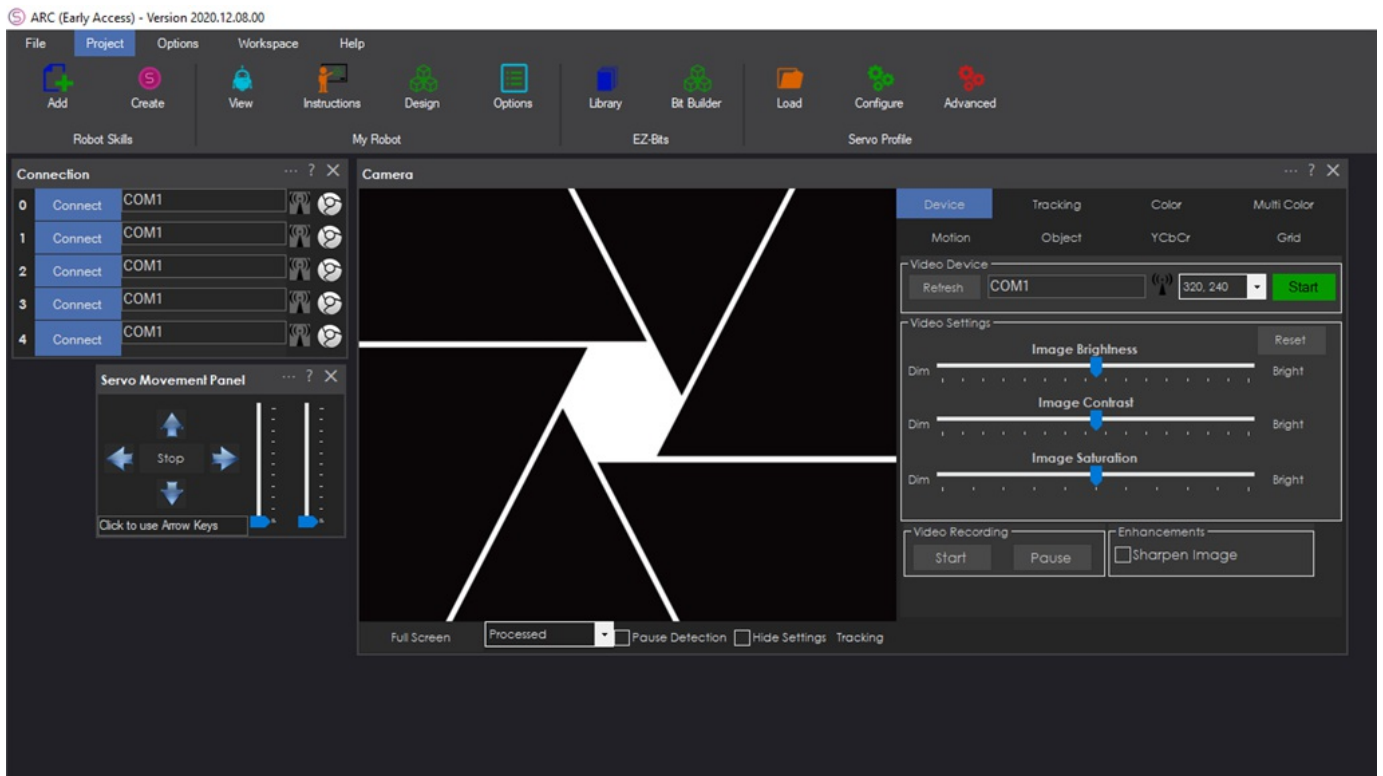 ARC (Early Access) - Version 2020.12.08.00
File Project Options Workspace Help
Add Create View Instructions Design Options Library Bit Builder Load Configure Advanced
Robot Skills My Robot EZ-Bits Servo Profile
Connection ... ? X
0 Connect COM1
1 Connect COM1
2 Connect COM1
3 Connect COM1
4 Connect COM1
Servo Movement Panel ... ? X
Stop
Click to use Arrow Keys
Camera ... ? X
Device Tracking Color Multi Color
Motion Object YCbCr Grid
Video Device
Refresh COM1 320, 240 Start
Video Settings
Reset
Image Brightness
Dim Bright
Image Contrast
Dim Bright
Image Saturation
Dim Bright
Video Recording Enhancements
Start Pause Sharpen Image
Full Screen Processed Pause Detection Hide Settings Tracking